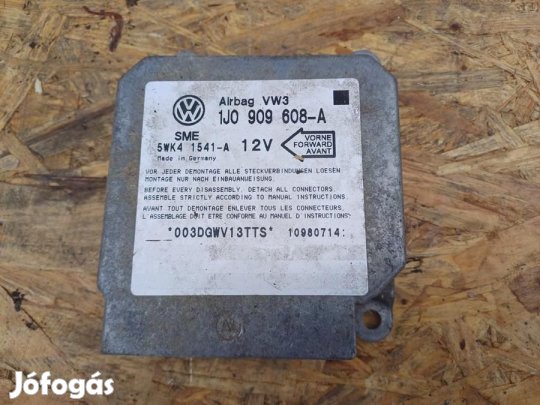 Airbag VW3
1J0 909 608-A
SME
5WK4 1541-A 12V
Made in Germany
VORNE
FORWARD
AVANT
VOR JEDER DEMONTAGE ALLE STECKVERBINDUNGEN LOESEN
MONTAGE NUR NACH EINBAUANWEISUNG.
BEFORE EVERY DISASSEMBLY, DETACH ALL CONNECTORS
ASSEMBLE STRICTLY ACCORDING TO MANUAL INSTRUCTIONS.
AVANT TOUT DEMONTAGE ENLEVER TOUS LES CONNECTEURS.
L'ASSEMBLAGE DOIT ETRE CONFORME AU MANUEL D'INSTRUCTIONS
*003DGWV13TTS* 10980714:
Jófogás